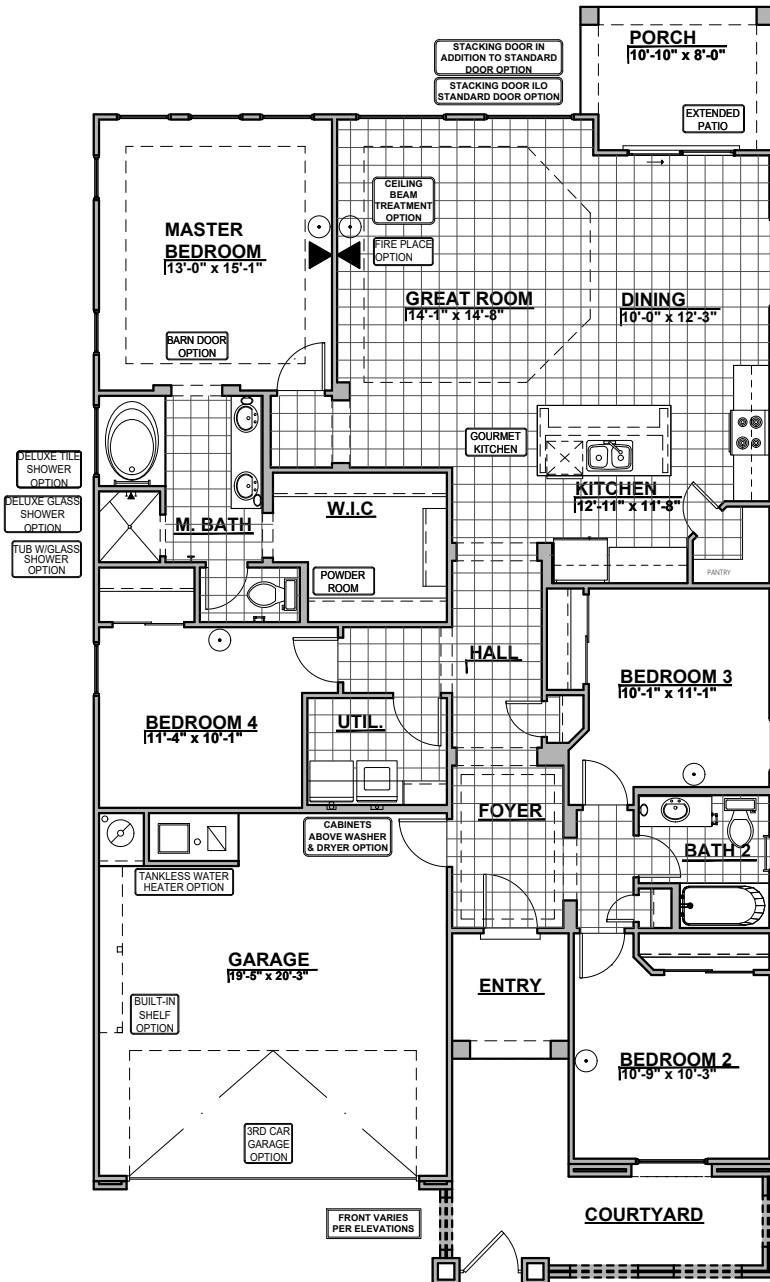 PORCH
10'-10" x 8'-0"
STACKING DOOR IN
ADDITION TO STANDARD
DOOR OPTION
STACKING DOOR ILO
STANDARD DOOR OPTION
EXTENDED
PATIO
CEILING
BEAM
TREATMENT
OPTION
MASTER
BEDROOM
13'-0" x 15'-1"
FIRE PLACE
OPTION
GREAT ROOM
14'-1" x 14'-8"
DINING
10'-0" x 12'-3"
BARN DOOR
OPTION
GOURMET
KITCHEN
DELUXE TILE
SHOWER
OPTION
DELUXE GLASS
SHOWER
OPTION
TUB W/GLASS
SHOWER
OPTION
M. BATH
W.I.C
KITCHEN
12'-11" x 11'-8"
POWDER
ROOM
PANTRY
HALL
BEDROOM 3
10'-1" x 11'-1"
BEDROOM 4
11'-4" x 10'-1"
UTIL.
FOYER
CABINETS
ABOVE WASHER
& DRYER OPTION
BATH 2
TANKLESS WATER
HEATER OPTION
GARAGE
19'-5" x 20'-3"
ENTRY
BUILT-IN
SHELF
OPTION
BEDROOM 2
10'-9" x 10'-3"
3RD CAR
GARAGE
OPTION
FRONT VARIES
PER ELEVATIONS
COURTYARD